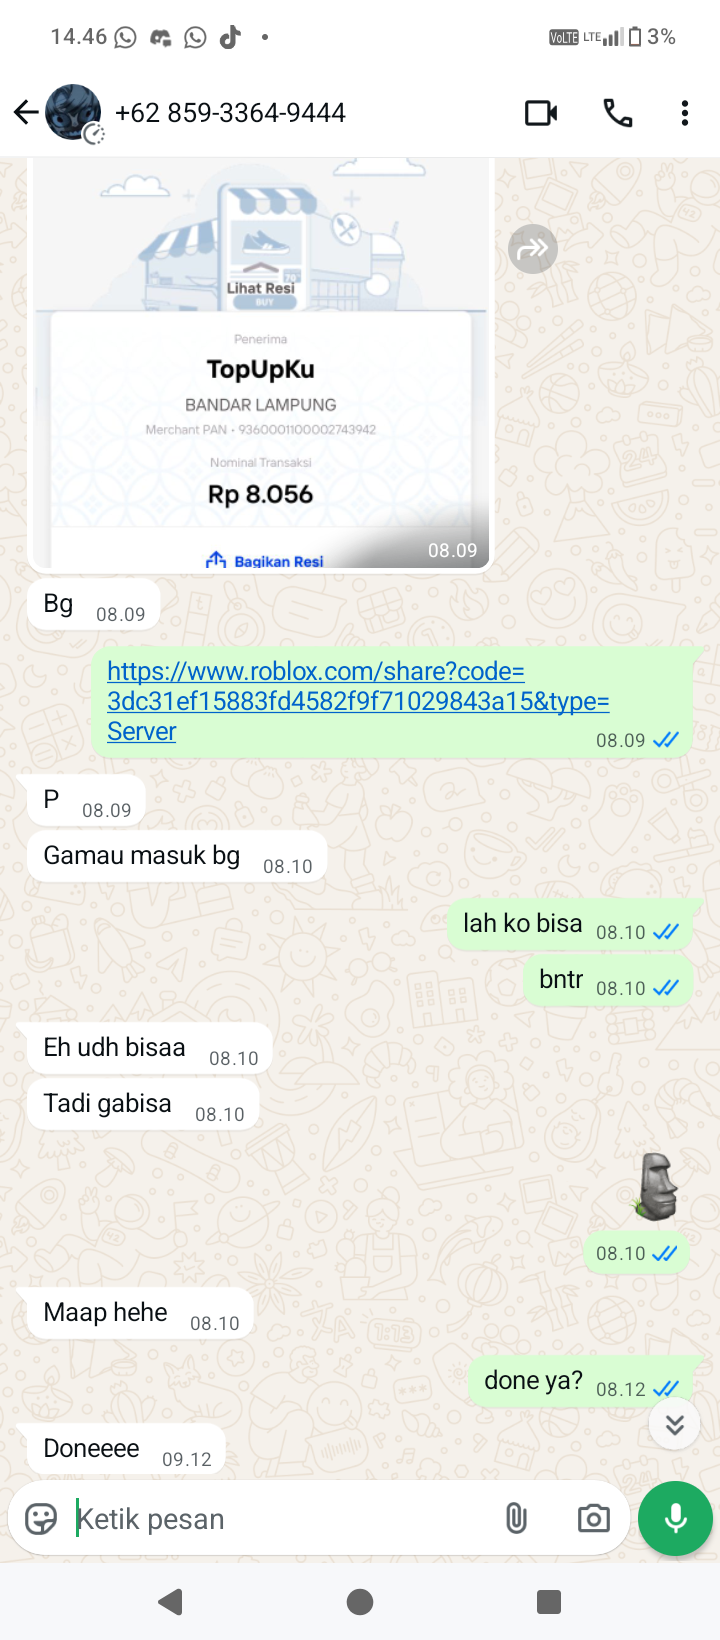 14.46
VoLTE LTE 3%
+62 859-3364-9444
70
Lihat Resi
BUY
Penerima
TopUpKu
BANDAR LAMPUNG
Merchant PAN • 9360001100002743942
Nominal Transaksi
Rp 8.056
Bagikan Resi
08.09
Bg 08.09
https://www.roblox.com/share?code=
3dc31ef15883fd4582f9f71029843a15&type=
Server
08.09
P 08.09
Gamau masuk bg 08.10
lah ko bisa 08.10
bntr 08.10
Eh udh bisaa 08.10
Tadi gabisa 08.10
08.10
Maap hehe 08.10
done ya? 08.12
Doneeee 09.12
Ketik pesan